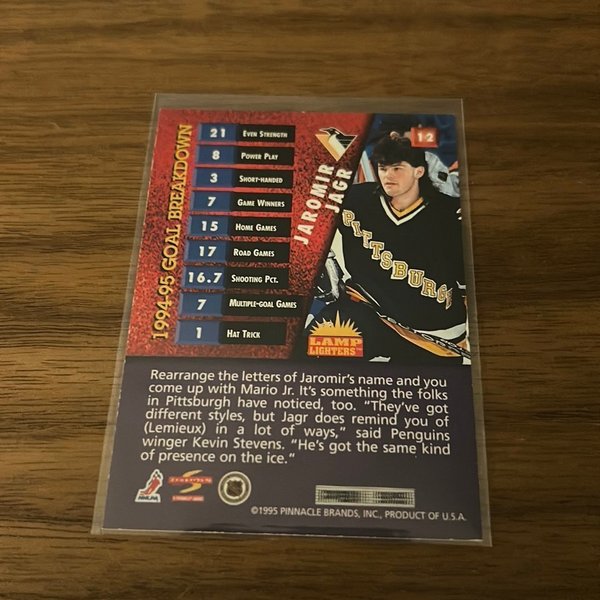 1994-95 GOAL BREAKDOWN
21 EVEN STRENGTH
8 POWER PLAY
3 SHORT-HANDED
7 GAME WINNERS
15 HOME GAMES
17 ROAD GAMES
16.7 SHOOTING PCT.
7 MULTIPLE-GOAL GAMES
1 HAT TRICK
JAROMIR
JAGR
12
PITTSBURGH
LAMP
LIGHTERS™
Rearrange the letters of Jaromir's name and you
come up with Mario Jr. It's something the folks
in Pittsburgh have noticed, too. "They've got
different styles, but Jagr does remind you of
(Lemieux) in a lot of ways," said Penguins
winger Kevin Stevens. "He's got the same kind
of presence on the ice."
NHLPA
©1995 PINNACLE BRANDS, INC., PRODUCT OF U.S.A.